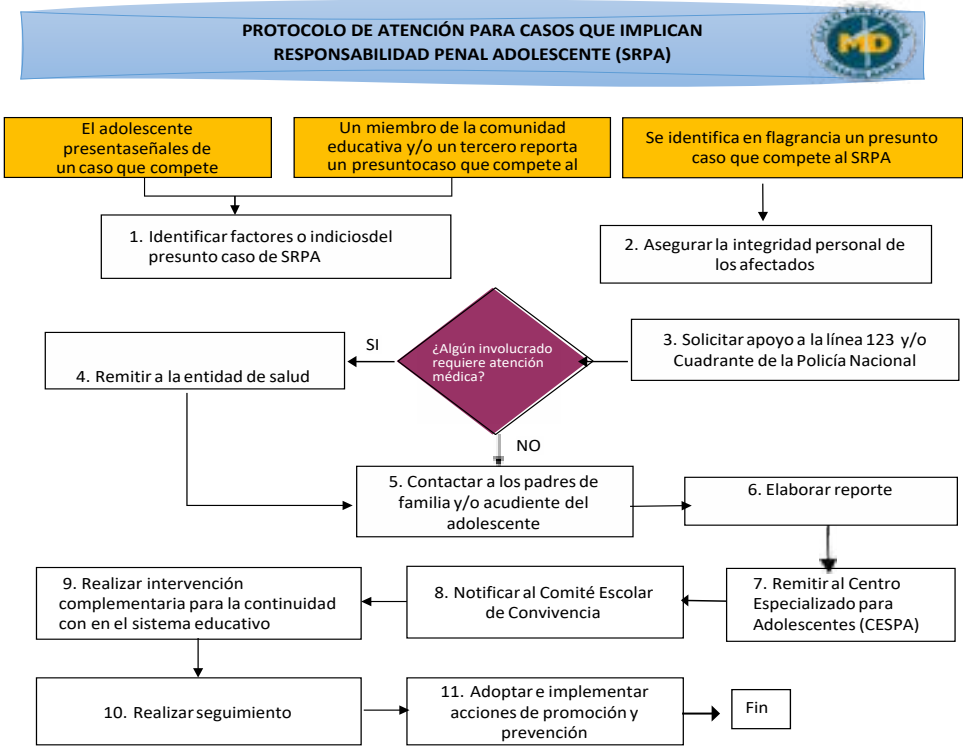 PROTOCOLO DE ATENCIÓN PARA CASOS QUE IMPLICAN
RESPONSABILIDAD PENAL ADOLESCENTE (SRPA)
MD
El adolescente
presentaseñales de
un caso que compete
Un miembro de la comunidad
educativa y/o un tercero reporta
un presuntocaso que compete al
Se identifica en flagrancia un presunto
caso que compete al SRPA
1. Identificar factores o indiciosdel
presunto caso de SRPA
2. Asegurar la integridad personal de
los afectados
3. Solicitar apoyo a la línea 123 y/o
Cuadrante de la Policía Nacional
¿Algún involucrado
requiere atención
médica?
SI
4. Remitir a la entidad de salud
NO
5. Contactar a los padres de
familia y/o acudiente del
adolescente
6. Elaborar reporte
7. Remitir al Centro
Especializado para
Adolescentes (CESPA)
8. Notificar al Comité Escolar
de Convivencia
9. Realizar intervención
complementaria para la continuidad
con en el sistema educativo
10. Realizar seguimiento
11. Adoptar e implementar
acciones de promoción y
prevención
Fin